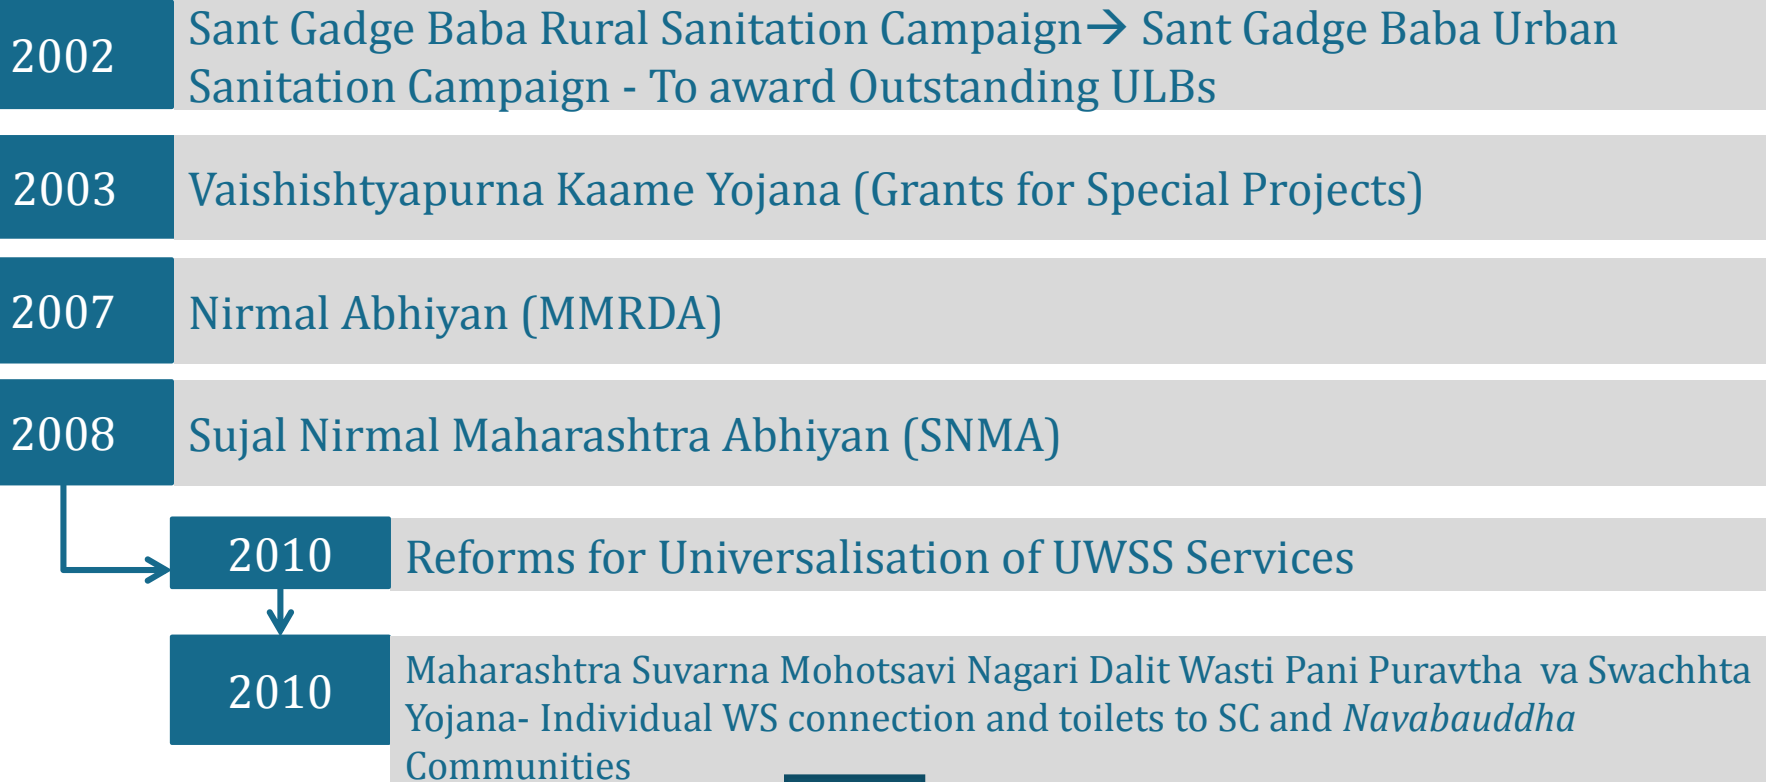 2002
Sant Gadge Baba Rural Sanitation Campaign→ Sant Gadge Baba Urban
Sanitation Campaign - To award Outstanding ULBs
2003
Vaishishtyapurna Kaame Yojana (Grants for Special Projects)
2007
Nirmal Abhiyan (MMRDA)
2008
Sujal Nirmal Maharashtra Abhiyan (SNMA)
2010
Reforms for Universalisation of UWSS Services
2010
Maharashtra Suvarna Mohotsavi Nagari Dalit Wasti Pani Puravtha va Swachhta
Yojana- Individual WS connection and toilets to SC and Navabauddha
Communities